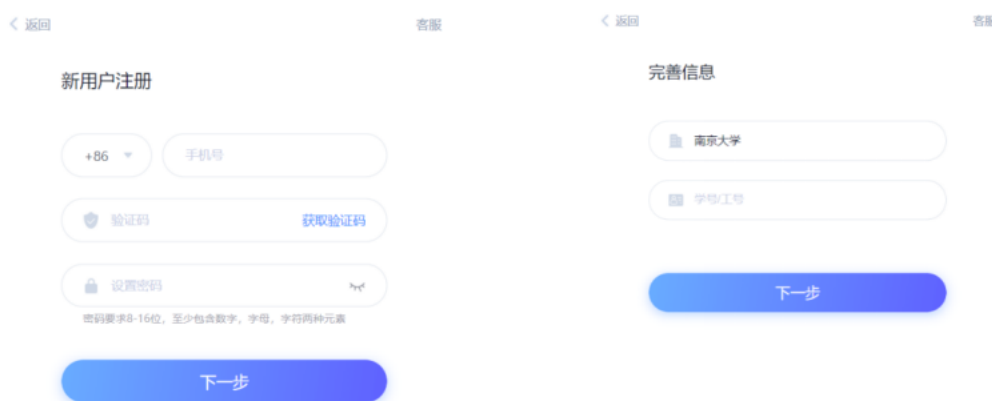 返回
客服
新用户注册
+86
手机号
验证码
获取验证码
设置密码
密码要求8-16位，至少包含数字，字母，字符两种元素
下一步
返回
客服
完善信息
南京大学
学号/工号
下一步